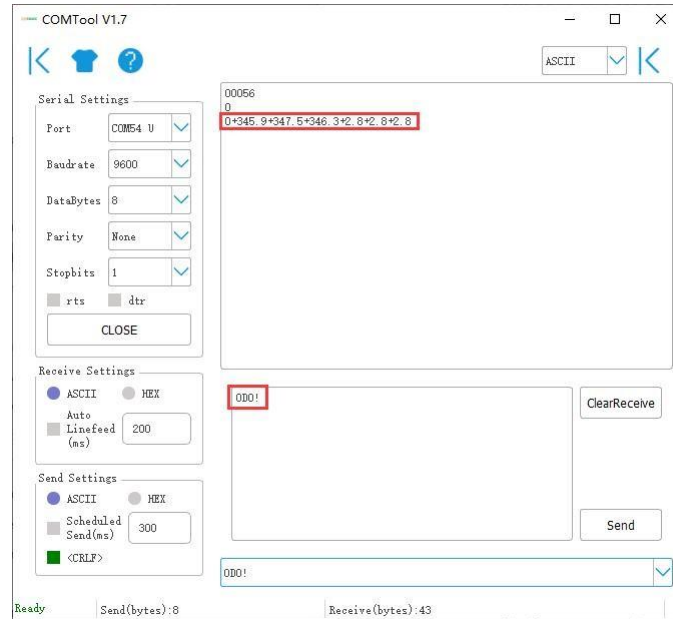 COMTool V1.7
ASCII
Serial Settings
Port COM54 U
Baudrate 9600
DataBytes 8
Parity None
Stopbits 1
rts dtr
CLOSE
00056
0
0+345.9+347.5+346.3+2.8+2.8+2.8
Receive Settings
ASCII HEX
Auto
Linefeed
(ms)
200
0D0!
ClearReceive
Send Settings
ASCII HEX
Scheduled
Send(ms)
300
<CRLF>
Send
0D0!
Ready Send(bytes):8 Receive(bytes):43